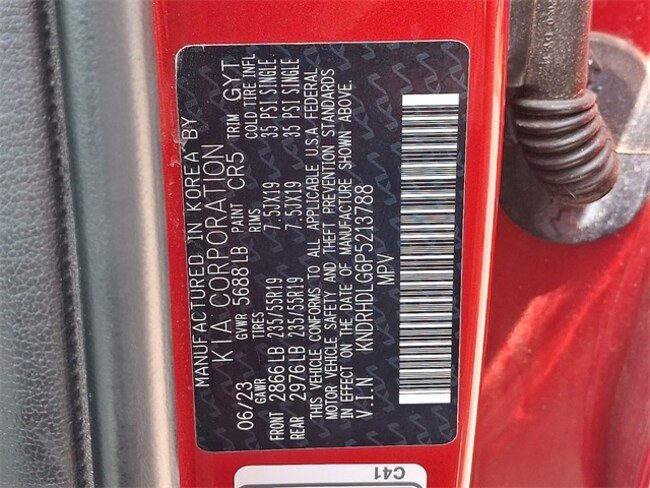 MANUFACTURED IN KOREA BY
KIA CORPORATION
06/23 GVWR 5688 LB PAINT CR5 TRIM GYT
GAWR TIRES RIMS COLD TIRE INFL
FRONT 2866 LB 235/55R19 7.5JX19 35 PSI SINGLE
REAR 2976 LB 235/55R19 7.5JX19 35 PSI SINGLE
THIS VEHICLE CONFORMS TO ALL APPLICABLE U.S.A FEDERAL
MOTOR VEHICLE SAFETY AND THEFT PREVENTION STANDARDS
IN EFFECT ON THE DATE OF MANUFACTURE SHOWN ABOVE.
V.I.N KNDRHDLG6P5213788
MPV
C41